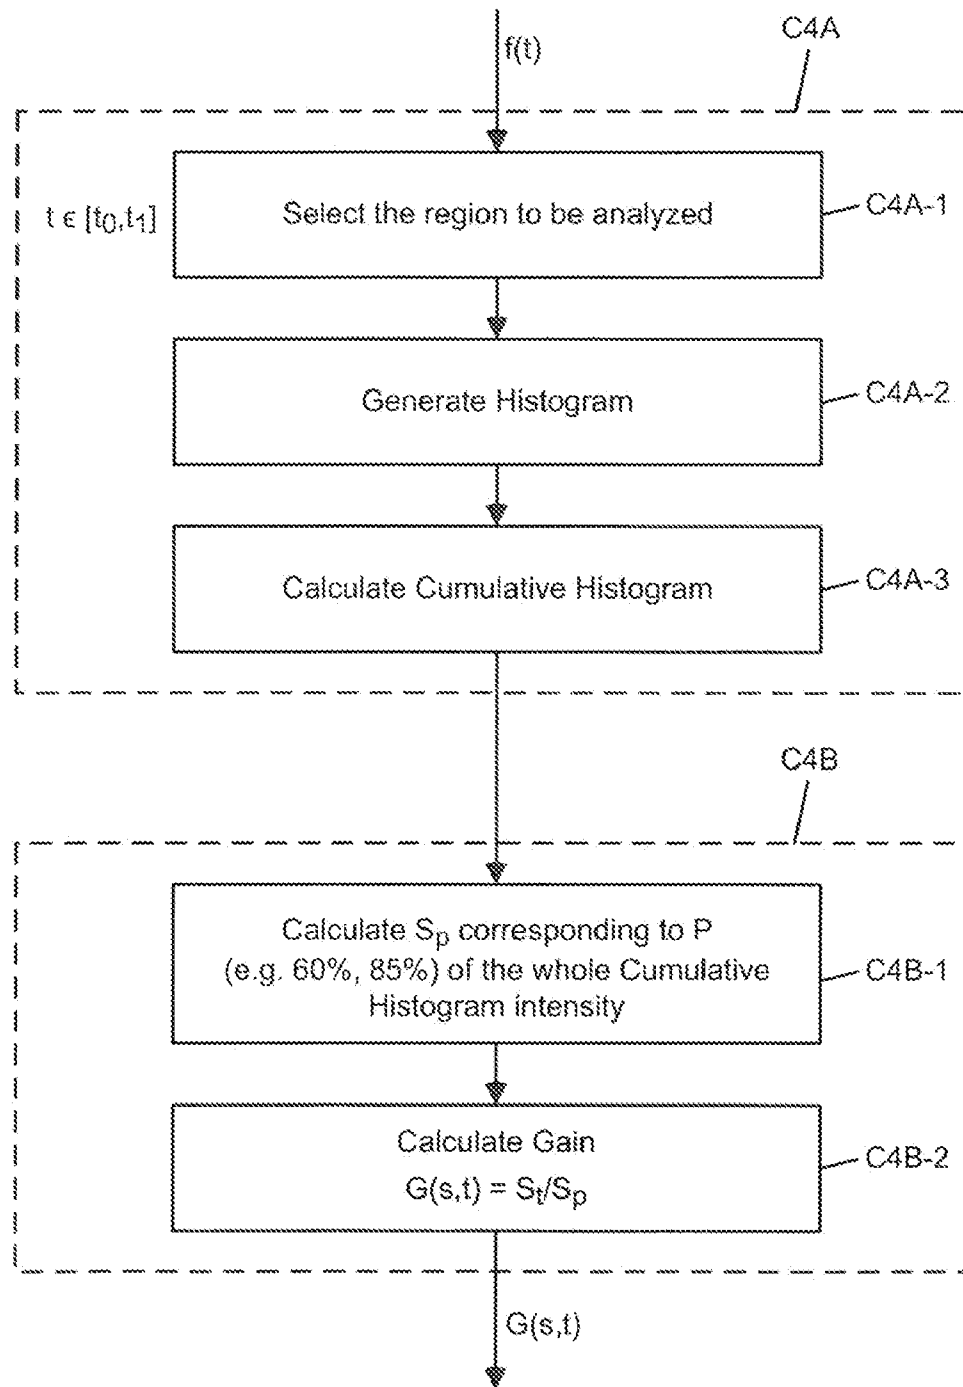 C4A
f(t)
t ϵ [t0,t1]
Select the region to be analyzed
C4A-1
Generate Histogram
C4A-2
Calculate Cumulative Histogram
C4A-3
C4B
Calculate Sp corresponding to P
(e.g. 60%, 85%) of the whole Cumulative
Histogram intensity
C4B-1
Calculate Gain
G(s,t) = St/Sp
C4B-2
G(s,t)